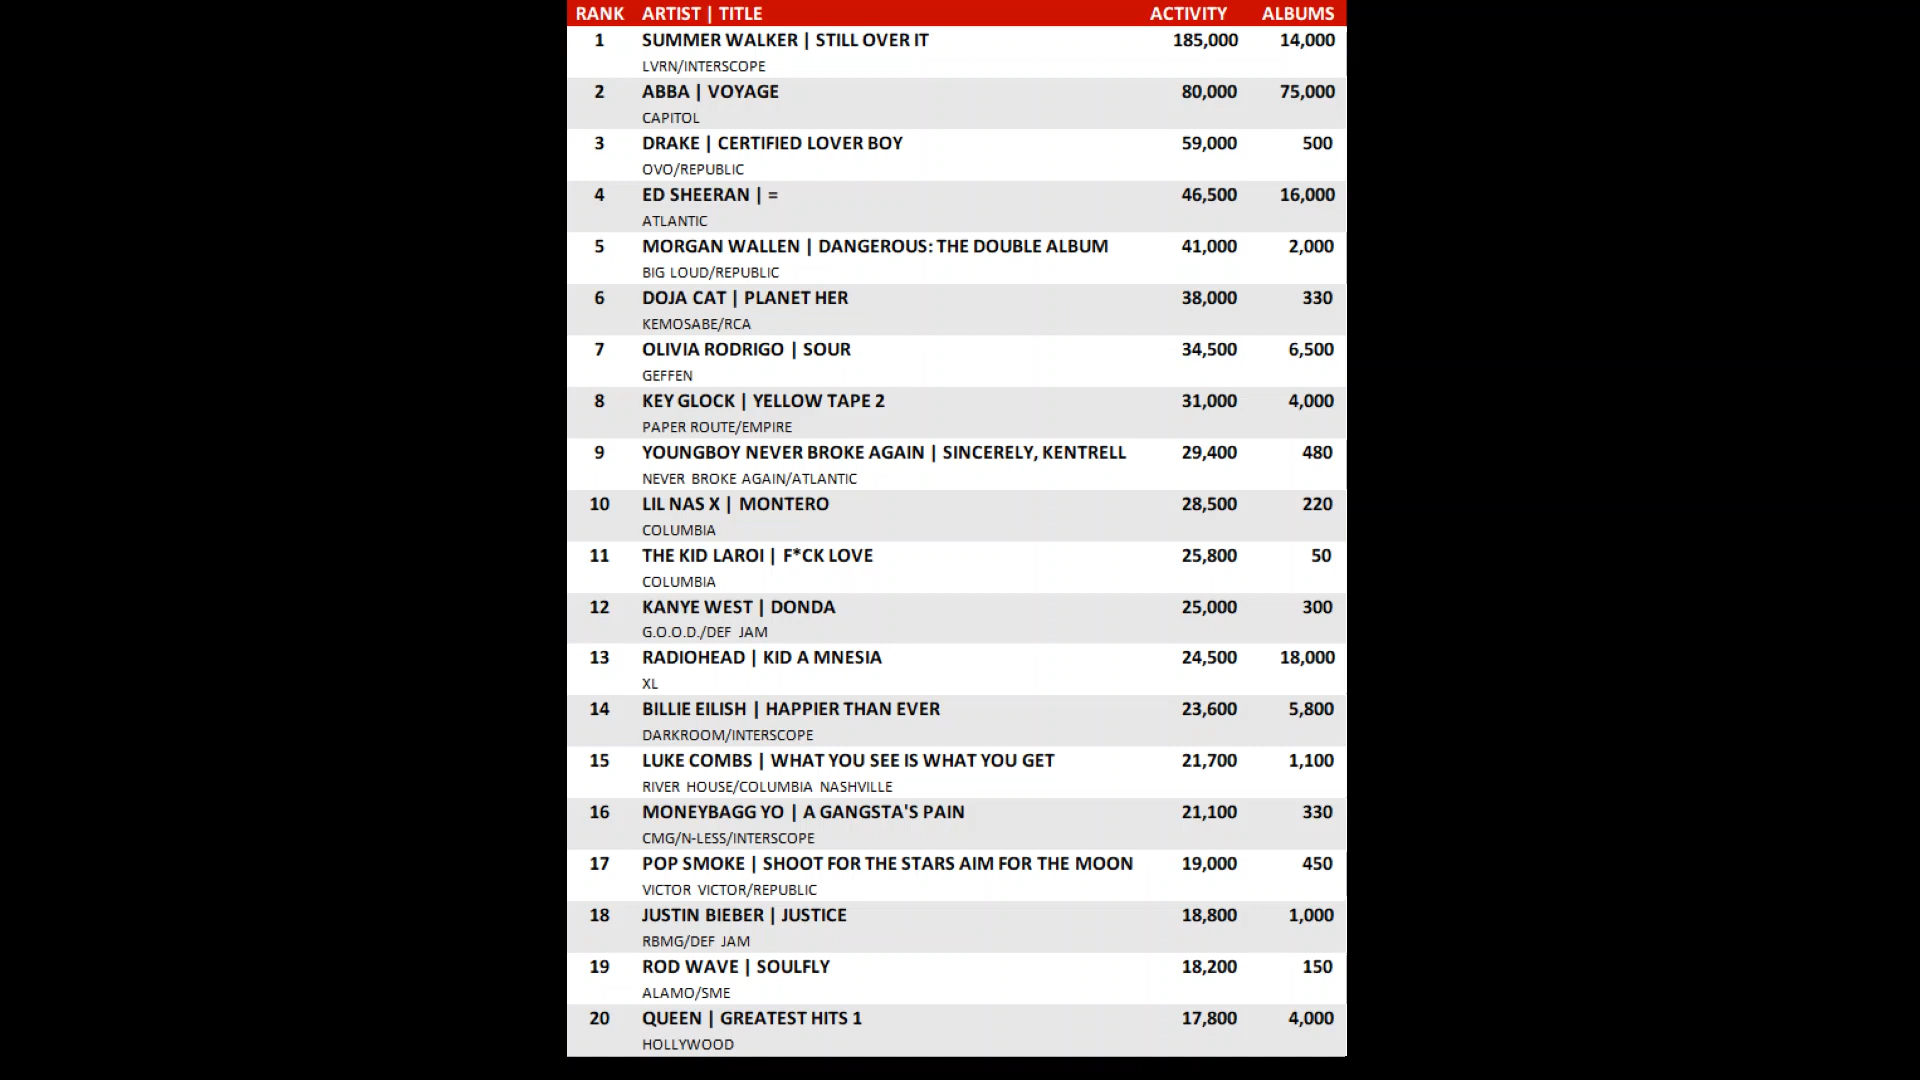 RANK ARTIST | TITLE ACTIVITY ALBUMS
1 SUMMER WALKER | STILL OVER IT 185,000 14,000
LVRN/INTERSCOPE
2 ABBA | VOYAGE 80,000 75,000
CAPITOL
3 DRAKE | CERTIFIED LOVER BOY 59,000 500
OVO/REPUBLIC
4 ED SHEERAN | = 46,500 16,000
ATLANTIC
5 MORGAN WALLEN | DANGEROUS: THE DOUBLE ALBUM 41,000 2,000
BIG LOUD/REPUBLIC
6 DOJA CAT | PLANET HER 38,000 330
KEMOSABE/RCA
7 OLIVIA RODRIGO | SOUR 34,500 6,500
GEFFEN
8 KEY GLOCK | YELLOW TAPE 2 31,000 4,000
PAPER ROUTE/EMPIRE
9 YOUNGBOY NEVER BROKE AGAIN | SINCERELY, KENTRELL 29,400 480
NEVER BROKE AGAIN/ATLANTIC
10 LIL NAS X | MONTERO 28,500 220
COLUMBIA
11 THE KID LAROI | F*CK LOVE 25,800 50
COLUMBIA
12 KANYE WEST | DONDA 25,000 300
G.O.O.D./DEF JAM
13 RADIOHEAD | KID A MNESIA 24,500 18,000
XL
14 BILLIE EILISH | HAPPIER THAN EVER 23,600 5,800
DARKROOM/INTERSCOPE
15 LUKE COMBS | WHAT YOU SEE IS WHAT YOU GET 21,700 1,100
RIVER HOUSE/COLUMBIA NASHVILLE
16 MONEYBAGG YO | A GANGSTA'S PAIN 21,100 330
CMG/N-LESS/INTERSCOPE
17 POP SMOKE | SHOOT FOR THE STARS AIM FOR THE MOON 19,000 450
VICTOR VICTOR/REPUBLIC
18 JUSTIN BIEBER | JUSTICE 18,800 1,000
RBMG/DEF JAM
19 ROD WAVE | SOULFLY 18,200 150
ALAMO/SME
20 QUEEN | GREATEST HITS 1 17,800 4,000
HOLLYWOOD